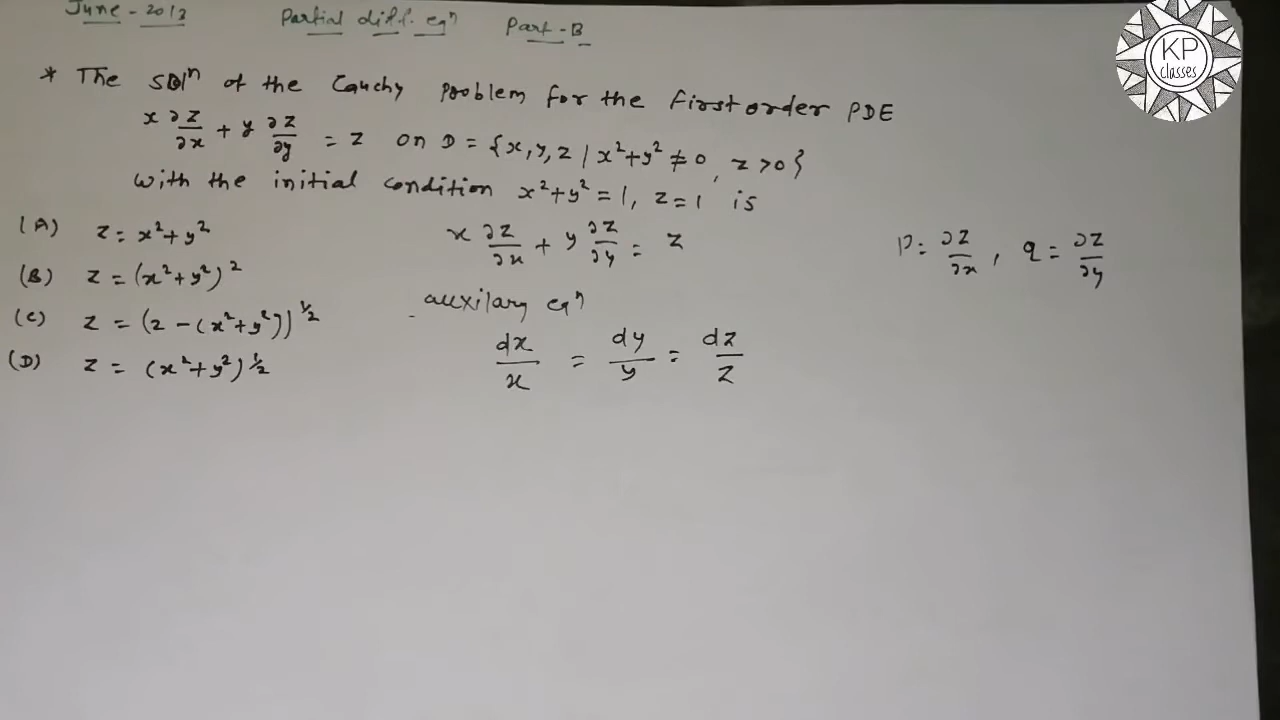 June - 2013 Partial diff. eqⁿ Part-B
KP classes
* The solⁿ of the Cauchy problem for the first order PDE
x ∂z/∂x + y ∂z/∂y = z on D = {x, y, z | x² + y² ≠ 0, z > 0}
with the initial condition x² + y² = 1, z = 1 is
(A) z = x² + y²
x ∂z/∂x + y ∂z/∂y = z
p = ∂z/∂x, q = ∂z/∂y
(B) z = (x² + y²)²
auxilary eqⁿ
(C) z = (2 - (x² + y²))^1/2
dx/x = dy/y = dz/z
(D) z = (x² + y²)^1/2